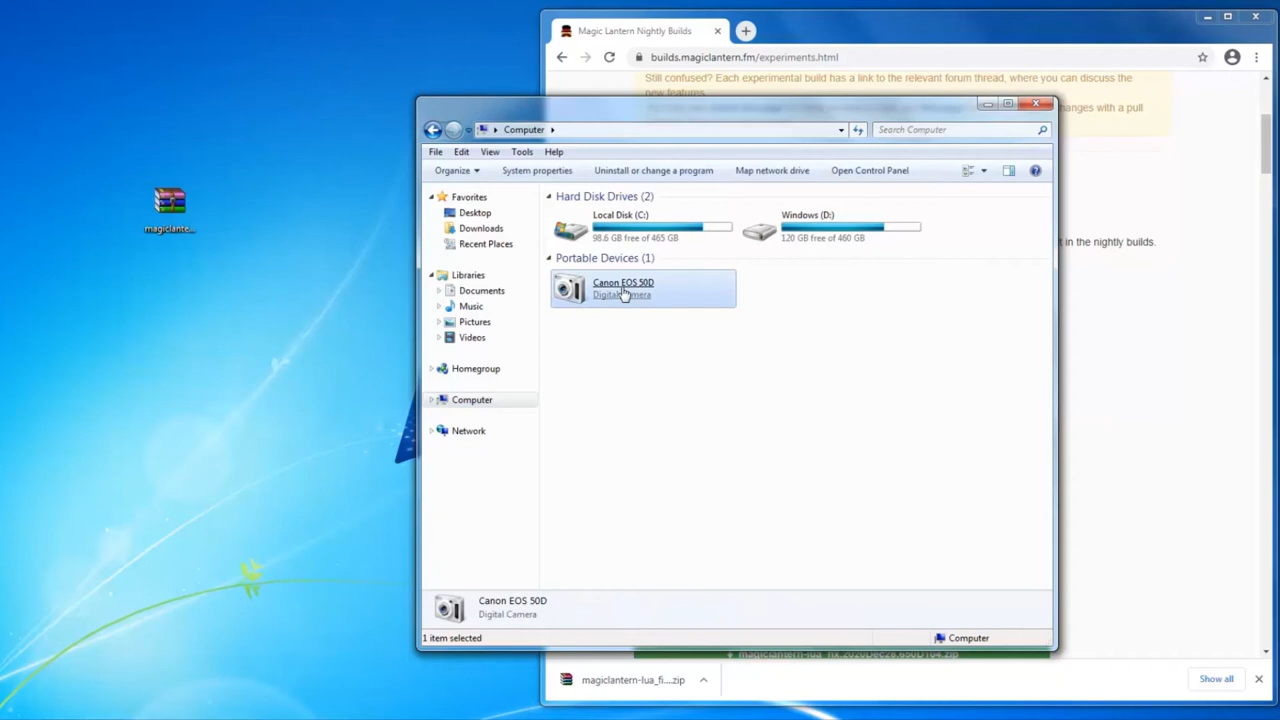 Magic Lantern Nightly Builds
builds.magiclantern.fm/experiments.html
Still confused? Each experimental build has a link to the relevant forum thread, where you can discuss the
new features.
changes with a pull
Computer
Search Computer
File Edit View Tools Help
Organize System properties Uninstall or change a program Map network drive Open Control Panel
Favorites
Desktop
Downloads
Recent Places
Libraries
Documents
Music
Pictures
Videos
Homegroup
Computer
Network
Hard Disk Drives (2)
Local Disk (C:)
98.6 GB free of 465 GB
Windows (D:)
120 GB free of 460 GB
Portable Devices (1)
Canon EOS 50D
Digital Camera
t in the nightly builds.
magiclante...
Canon EOS 50D
Digital Camera
1 item selected
Computer
magiclantern-lua_fix.2020Dec28.650D104.zip
magiclantern-lua_fi....zip
Show all